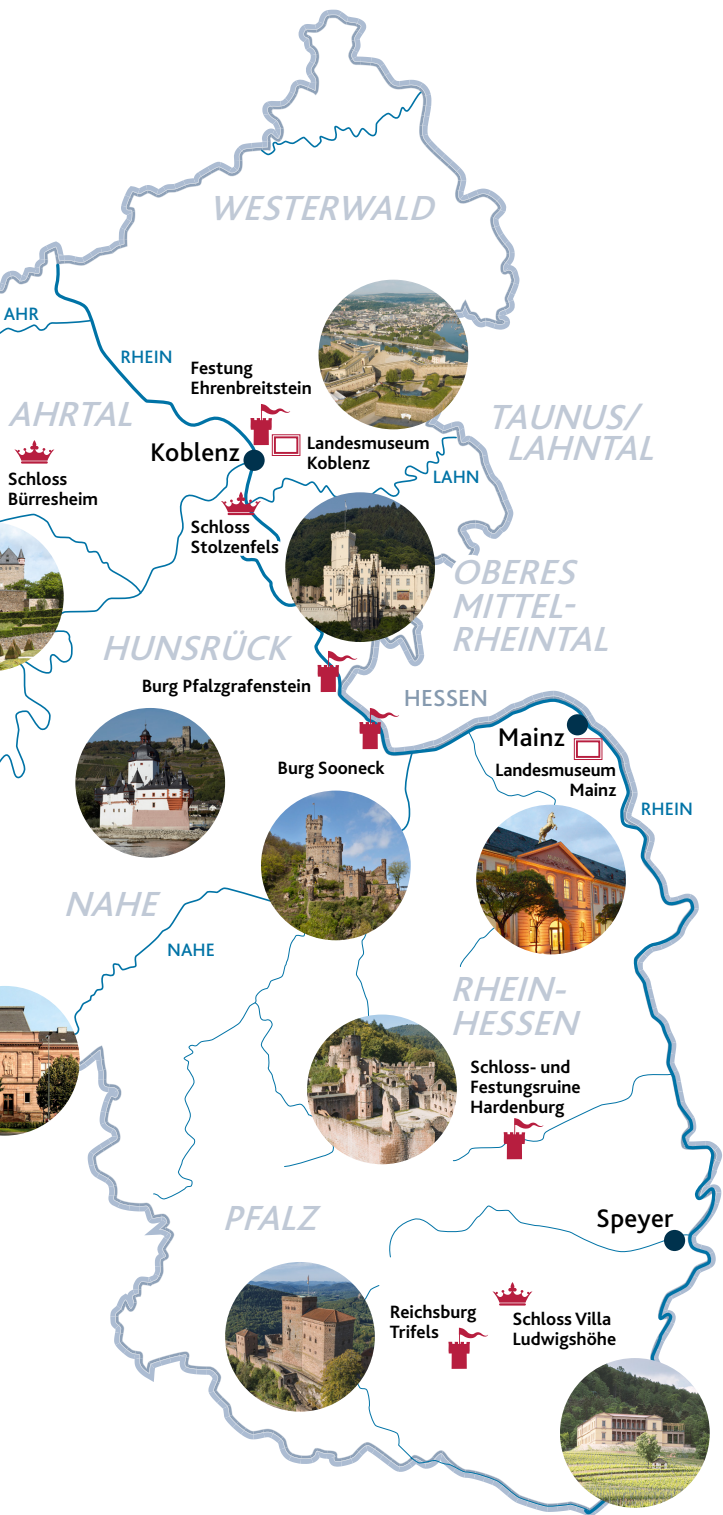 WESTERWALD
AHR
RHEIN
Festung
Ehrenbreitstein
AHRTAL
TAUNUS/
LAHNTAL
Koblenz
Landesmuseum
Koblenz
Schloss
Bürresheim
LAHN
Schloss
Stolzenfels
OBERES
MITTEL-
RHEINTAL
HUNSRÜCK
Burg Pfalzgrafenstein
HESSEN
Mainz
Burg Sooneck
Landesmuseum
Mainz
RHEIN
NAHE
NAHE
RHEIN-
HESSEN
Schloss- und
Festungsruine
Hardenburg
PFALZ
Speyer
Reichsburg
Trifels
Schloss Villa
Ludwigshöhe